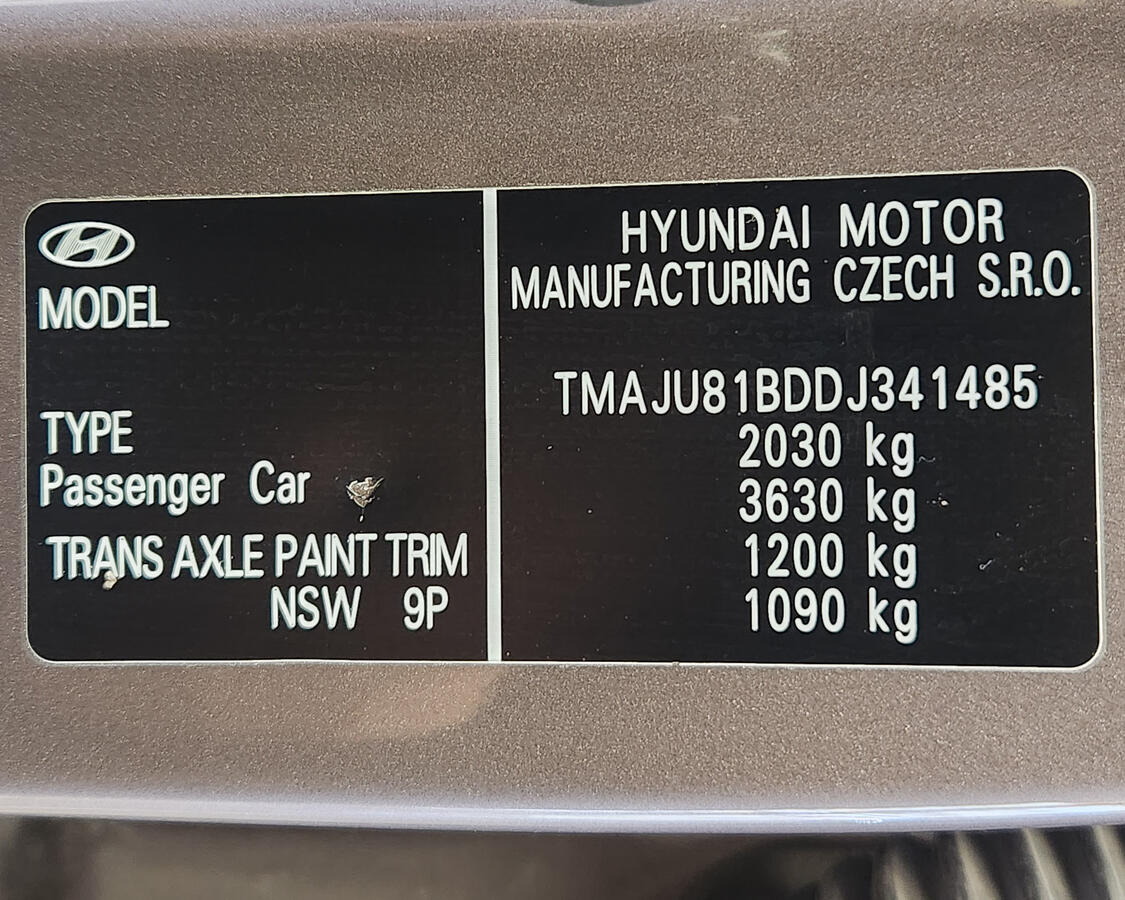 MODEL
TYPE
Passenger Car
TRANS AXLE PAINT TRIM
NSW 9P
HYUNDAI MOTOR
MANUFACTURING CZECH S.R.O.
TMAJU81BDDJ341485
2030 kg
3630 kg
1200 kg
1090 kg